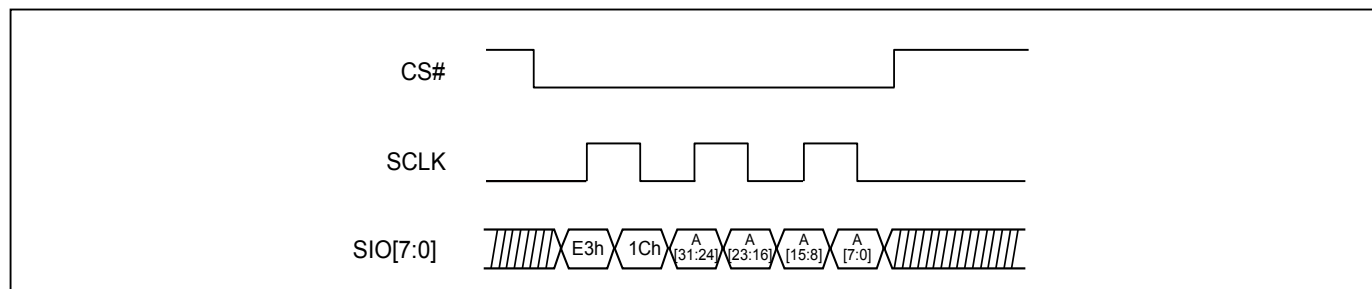 CS#
SCLK
SIO[7:0]
E3h
1Ch
A
[31:24]
A
[23:16]
A
[15:8]
A
[7:0]